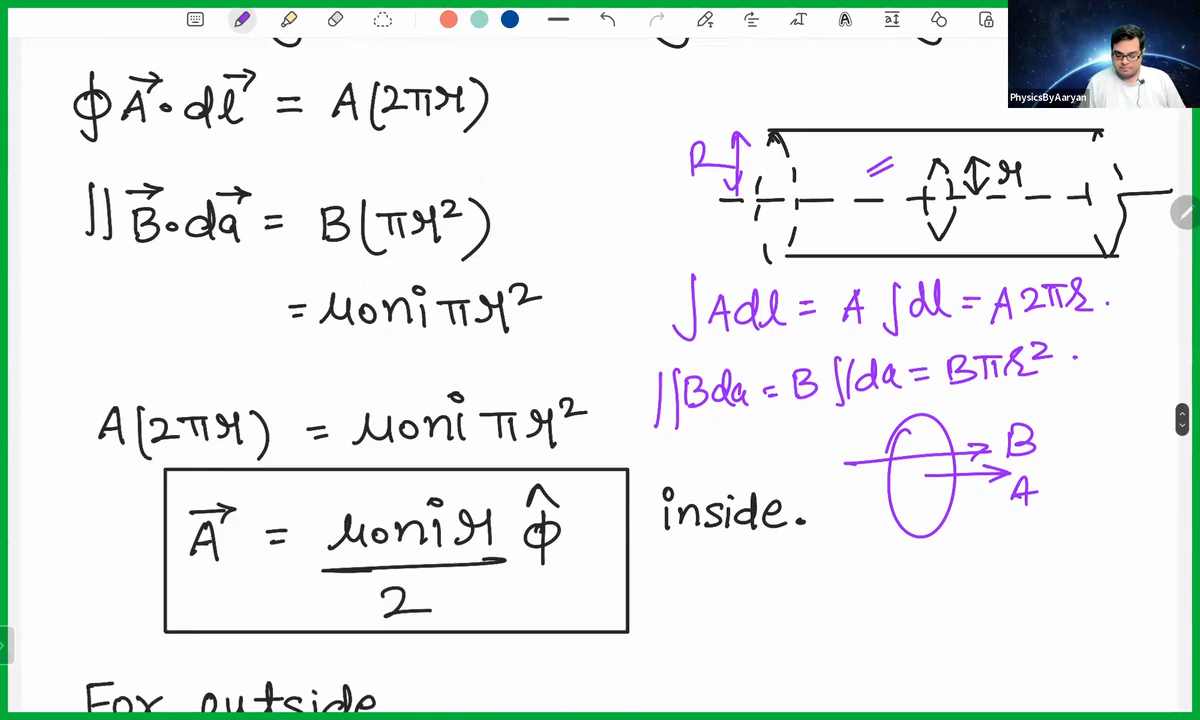 PhysicsByAaryan
∮ A⃗ · dl⃗ = A(2πr)
∬ B⃗ · da⃗ = B(πr²)
= μ₀niπr²
A(2πr) = μ₀niπr²
A⃗ = μ₀nir/2 φ̂
inside.
R
r
∫Adl = A ∫dl = A2πr.
∬Bda = B ∬da = Bπr².
B
A
For outside